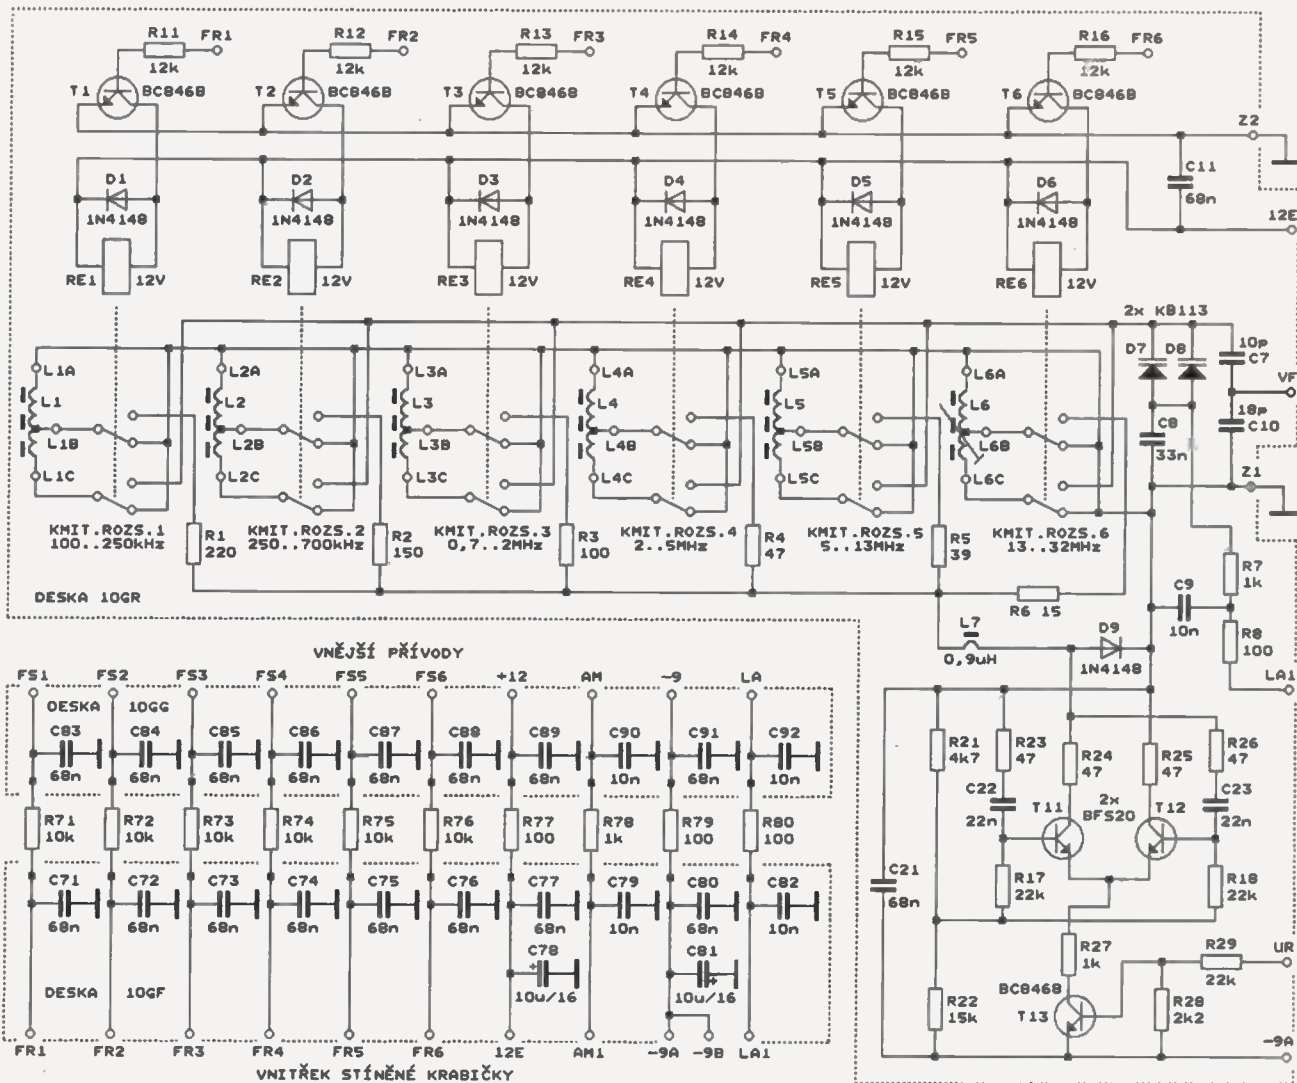 R11 FR1 R12 FR2 R13 FR3 R14 FR4 R15 FR5 R16 FR6
12k 12k 12k 12k 12k 12k
T1 BC846B T2 BC846B T3 BC846B T4 BC846B T5 BC846B T6 BC846B
Z2
C11
68n
D1 D2 D3 D4 D5 D6
1N4148 1N4148 1N4148 1N4148 1N4148 1N4148
12E
RE1 12V RE2 12V RE3 12V RE4 12V RE5 12V RE6 12V
2x KB113
D7 D8 10p
C7
L1A L2A L3A L4A L5A L6A
VF
L1 L2 L3 L4 L5 L6
18p
C8 C10
L1B L2B L3B L4B L5B L6B
33n
L1C L2C L3C L4C L5C L6C Z1
KMIT.ROZS.1 R1 KMIT.ROZS.2 R2 KMIT.ROZS.3 R3 KMIT.ROZS.4 R4 KMIT.ROZS.5 R5 KMIT.ROZS.6
100..250kHz 220 250..700kHz 150 0,7..2MHz 100 2..5MHz 47 5..13MHz 39 13..32MHz
R7
1k
DESKA 10GR
R6 15
C9
10n
R8
100
L7
0,9uH
D9
1N4148
LA1
VNĚJŠÍ PŘÍVODY
FS1 FS2 FS3 FS4 FS5 FS6 +12 AM -9 LA
DESKA 10GG
C83 C84 C85 C86 C87 C88 C89 C90 C91 C92
68n 68n 68n 68n 68n 68n 68n 10n 68n 10n
R21 R23 R24 R25 R26
4k7 47 47 47 47
C22 T11 2x T12 C23
22n BFS20 22n
R71 R72 R73 R74 R75 R76 R77 R78 R79 R80
10k 10k 10k 10k 10k 10k 100 1k 100 100
C71 C72 C73 C74 C75 C76 C77 C79 C80 C82
68n 68n 68n 68n 68n 68n 68n 10n 68n 10n
C21 R17 R18
68n 22k 22k
C78 C81
+ +
10u/16 10u/16
DESKA 10GF
R27 R29 UR
1k 22k
BC846B
R22 T13 R28
15k 2k2
FR1 FR2 FR3 FR4 FR5 FR6 12E AM1 -9A -9B LA1
-9A
VNITŘEK STÍNĚNÉ KRABIČKY